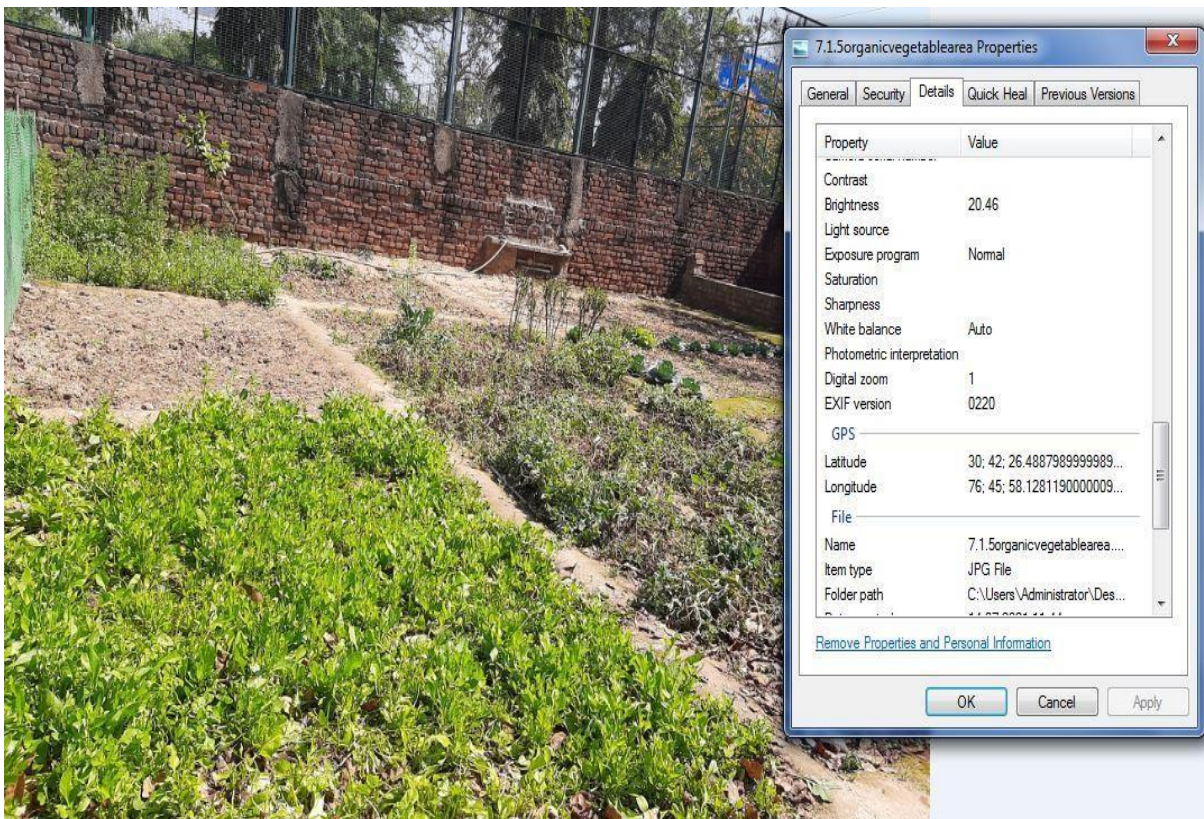 7.1.5organicvegetablearea Properties
X
General Security Details Quick Heal Previous Versions
Property Value
Contrast
Brightness 20.46
Light source
Exposure program Normal
Saturation
Sharpness
White balance Auto
Photometric interpretation
Digital zoom 1
EXIF version 0220
GPS
Latitude 30; 42; 26.4887989999989...
Longitude 76; 45; 58.1281190000009...
File
Name 7.1.5organicvegetablearea....
Item type JPG File
Folder path C:\Users\Administrator\Des...
Remove Properties and Personal Information
OK Cancel Apply